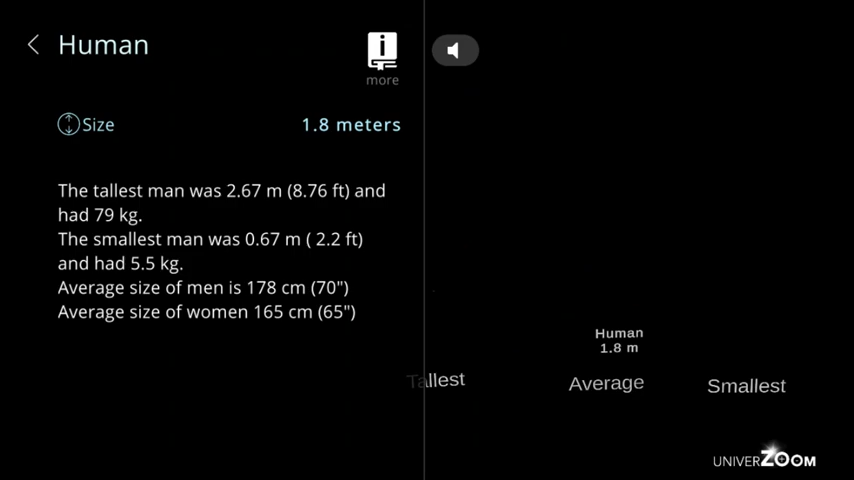 Human
i
more
Size
1.8 meters
The tallest man was 2.67 m (8.76 ft) and
had 79 kg.
The smallest man was 0.67 m ( 2.2 ft)
and had 5.5 kg.
Average size of men is 178 cm (70")
Average size of women 165 cm (65")
Human
1.8 m
Tallest
Average
Smallest
UNIVERZOOM